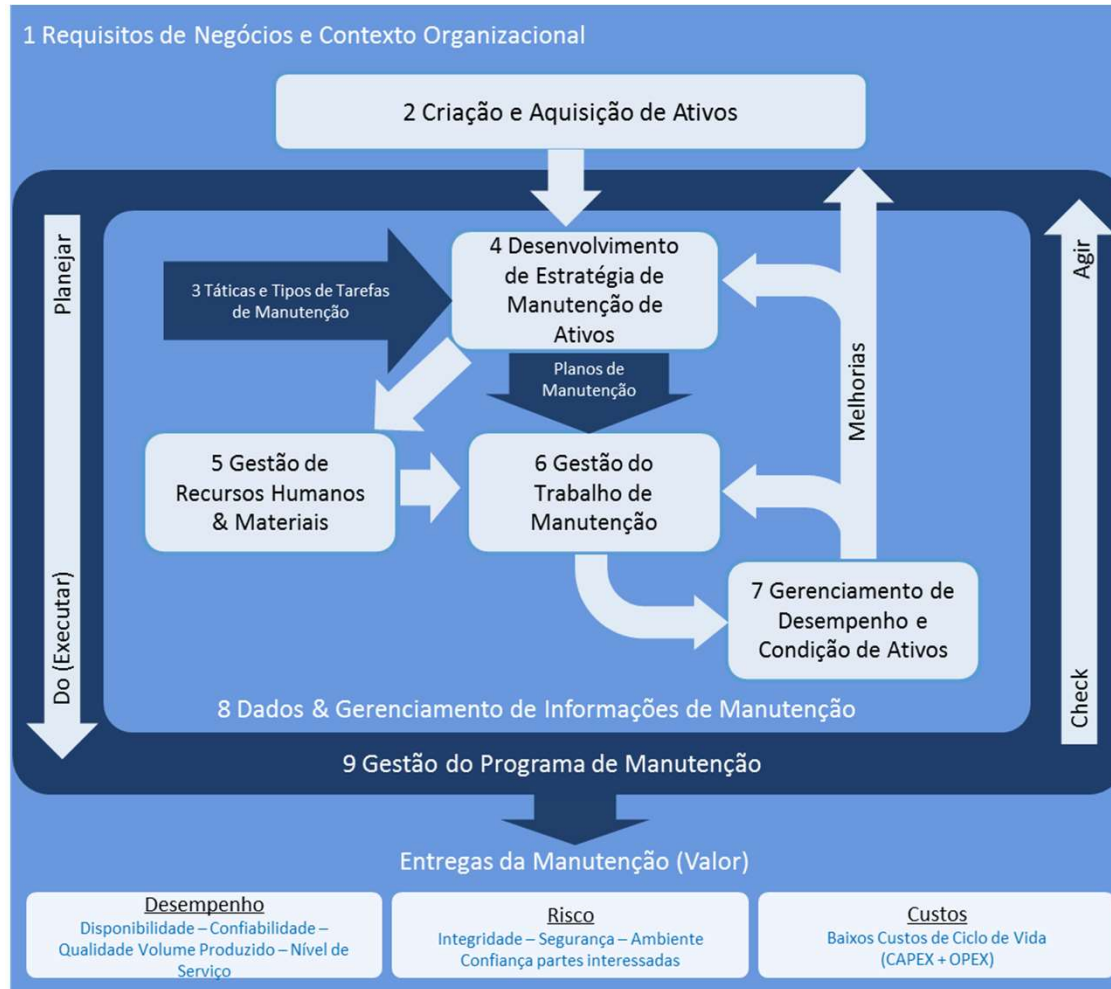 1 Requisitos de Negócios e Contexto Organizacional
2 Criação e Aquisição de Ativos
Planejar
Agir
4 Desenvolvimento
de Estratégia de
Manutenção de
Ativos
3 Táticas e Tipos de Tarefas
de Manutenção
Planos de
Manutenção
Melhorias
5 Gestão de
Recursos Humanos
& Materiais
6 Gestão do
Trabalho de
Manutenção
7 Gerenciamento de
Desempenho e
Condição de Ativos
Do (Executar)
Check
8 Dados & Gerenciamento de Informações de Manutenção
9 Gestão do Programa de Manutenção
Entregas da Manutenção (Valor)
Desempenho
Disponibilidade – Confiabilidade –
Qualidade Volume Produzido – Nível de
Serviço
Risco
Integridade – Segurança – Ambiente
Confiança partes interessadas
Custos
Baixos Custos de Ciclo de Vida
(CAPEX + OPEX)